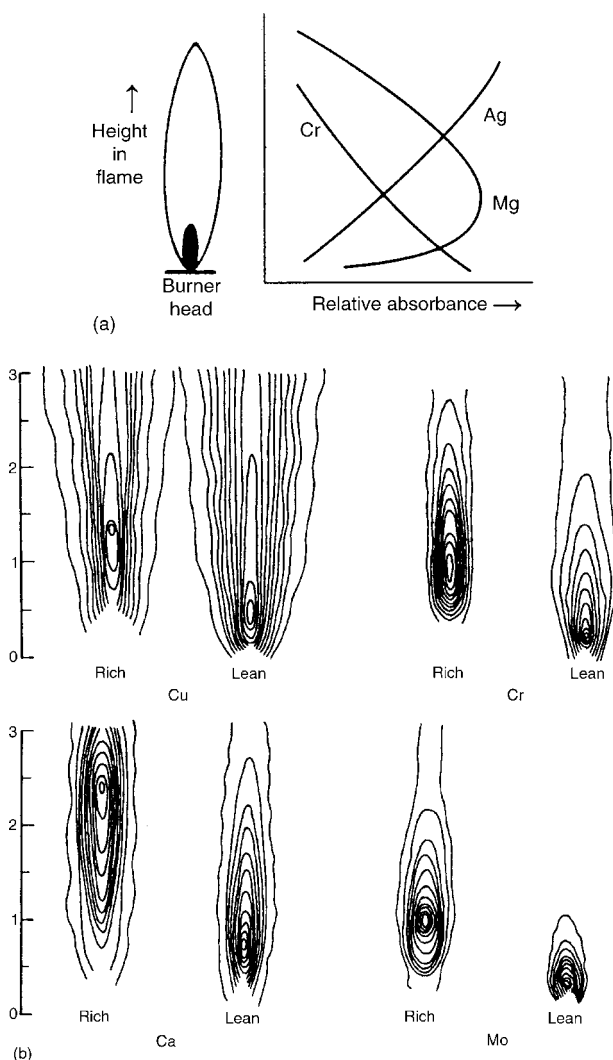 ↑
Height
in
flame
Burner
head
(a)
Cr
Ag
Mg
Relative absorbance →
3
2
1
0
Rich
Lean
Rich
Lean
Cu
Cr
3
2
1
0
Rich
Lean
Rich
Lean
Ca
Mo
(b)